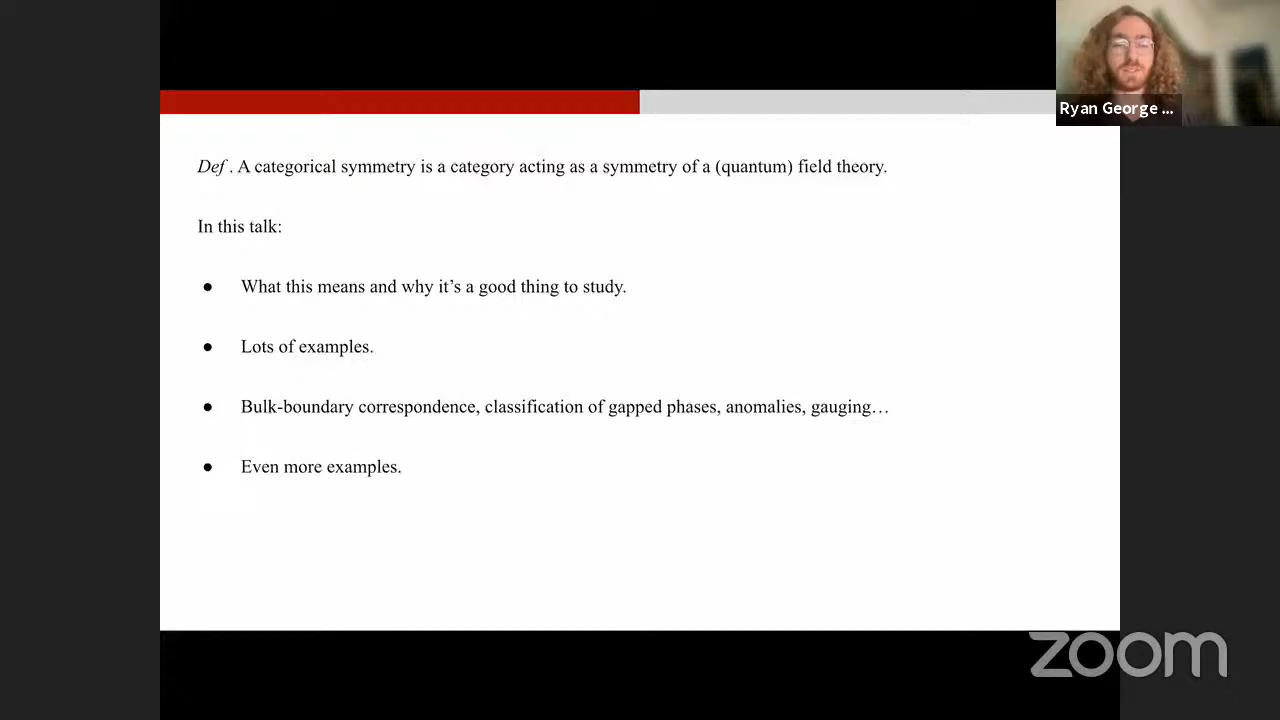 Ryan George ...
Def . A categorical symmetry is a category acting as a symmetry of a (quantum) field theory.
In this talk:
● What this means and why it’s a good thing to study.
● Lots of examples.
● Bulk-boundary correspondence, classification of gapped phases, anomalies, gauging…
● Even more examples.
zoom